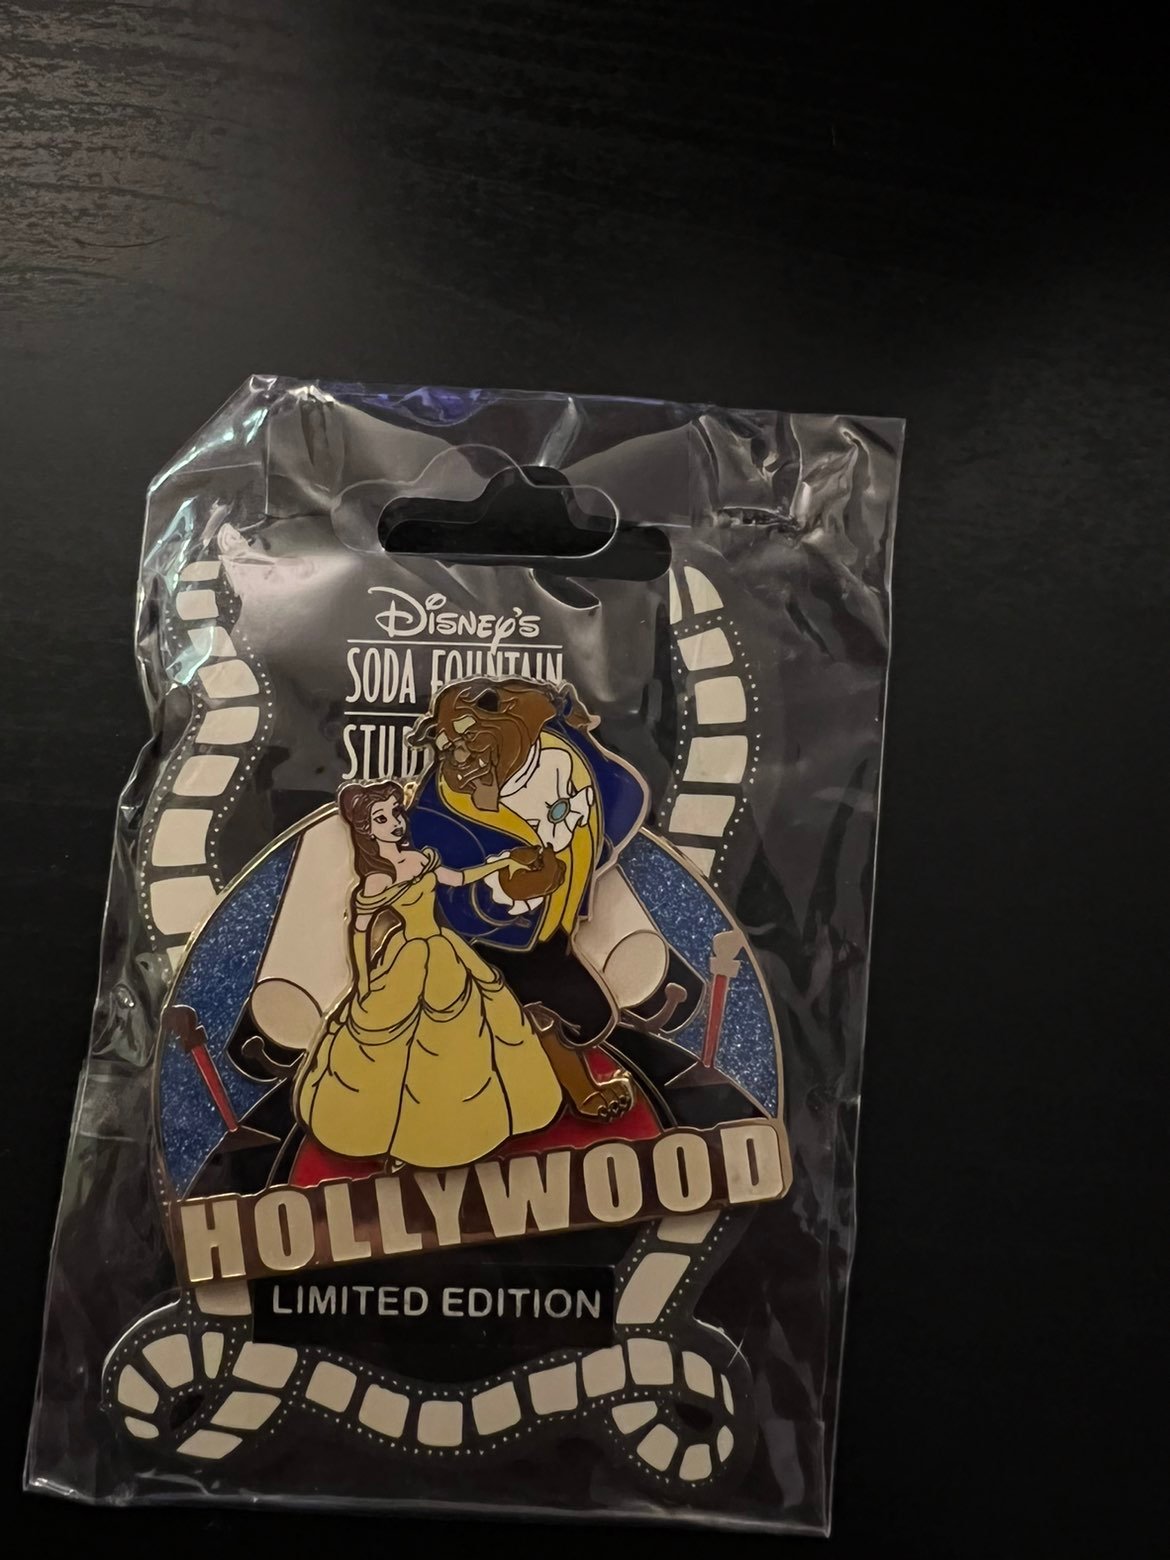 Disney's
SODA FOUNTAIN
HOLLYWOOD
LIMITED EDITION